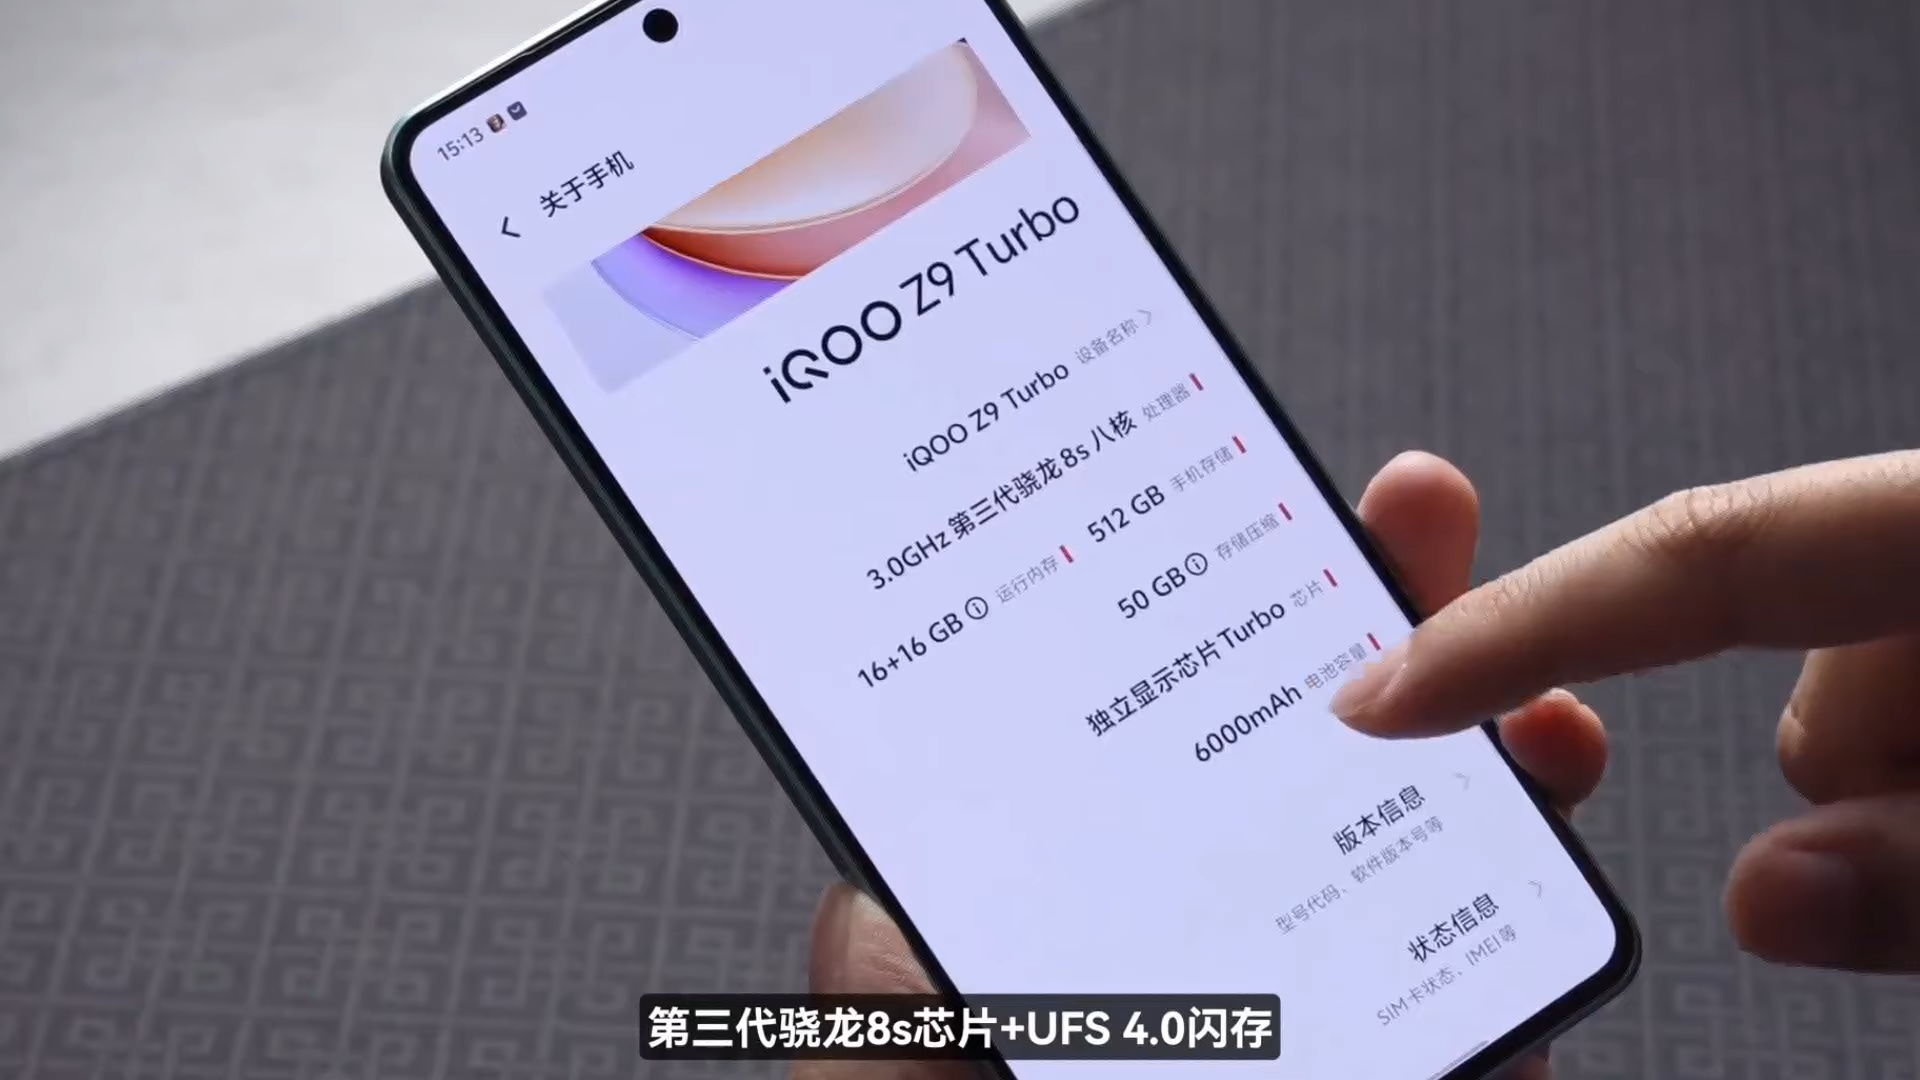 15:13
关于手机
iQOO Z9 Turbo
iQOO Z9 Turbo 设备名称
3.0GHz 第三代骁龙 8s 八核 处理器
16+16 GB 运行内存 512 GB 手机存储
50 GB 存储压缩
独立显示芯片 Turbo 芯片
6000mAh 电池容量
版本信息
型号代码、软件版本号等
状态信息
SIM 卡状态、IMEI 等
第三代骁龙8s芯片+UFS 4.0闪存